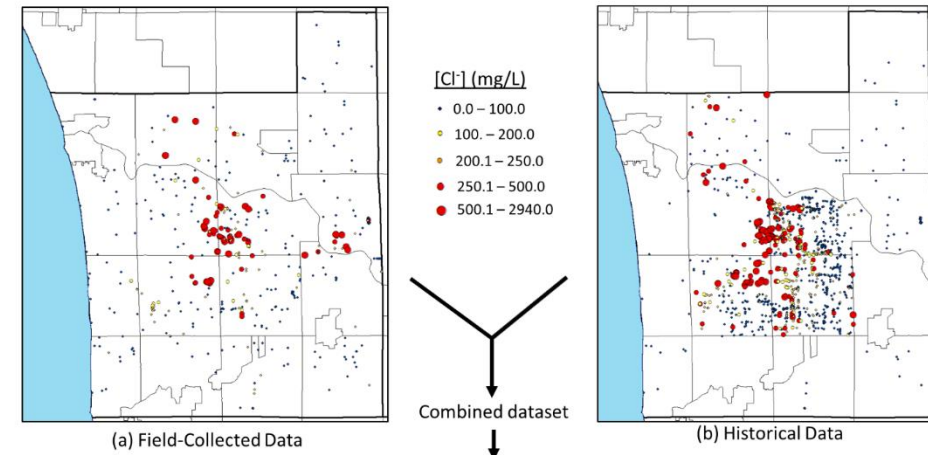 [Cl-] (mg/L)
0.0 – 100.0
100. – 200.0
200.1 – 250.0
250.1 – 500.0
500.1 – 2940.0
Combined dataset
(a) Field-Collected Data
(b) Historical Data